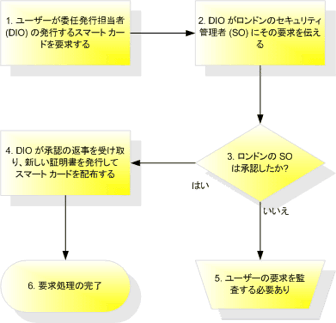 1. ユーザーが委任発行担当者
(DIO) の発行するスマート カー
ドを要求する
2. DIO がロンドンのセキュリティ
管理者 (SO) にその要求を伝え
る
3. ロンドンの SO
は承認したか?
はい
いいえ
4. DIO が承認の返事を受け取
り、新しい証明書を発行して
スマート カードを配布する
5. ユーザーの要求を監
査する必要あり
6. 要求処理の完了